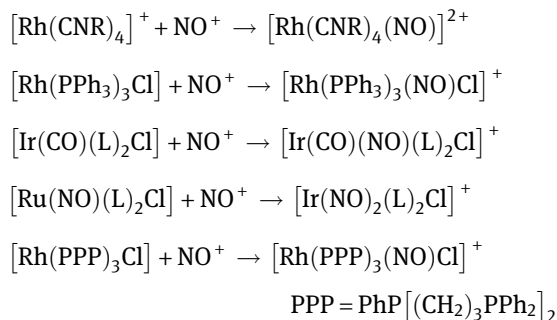 [Rh(CNR)₄]⁺ + NO⁺ → [Rh(CNR)₄(NO)]²⁺
[Rh(PPh₃)₃Cl] + NO⁺ → [Rh(PPh₃)₃(NO)Cl]⁺
[Ir(CO)(L)₂Cl] + NO⁺ → [Ir(CO)(NO)(L)₂Cl]⁺
[Ru(NO)(L)₂Cl] + NO⁺ → [Ir(NO)₂(L)₂Cl]⁺
[Rh(PPP)₃Cl] + NO⁺ → [Rh(PPP)₃(NO)Cl]⁺
PPP = PhP[(CH₂)₃PPh₂]₂